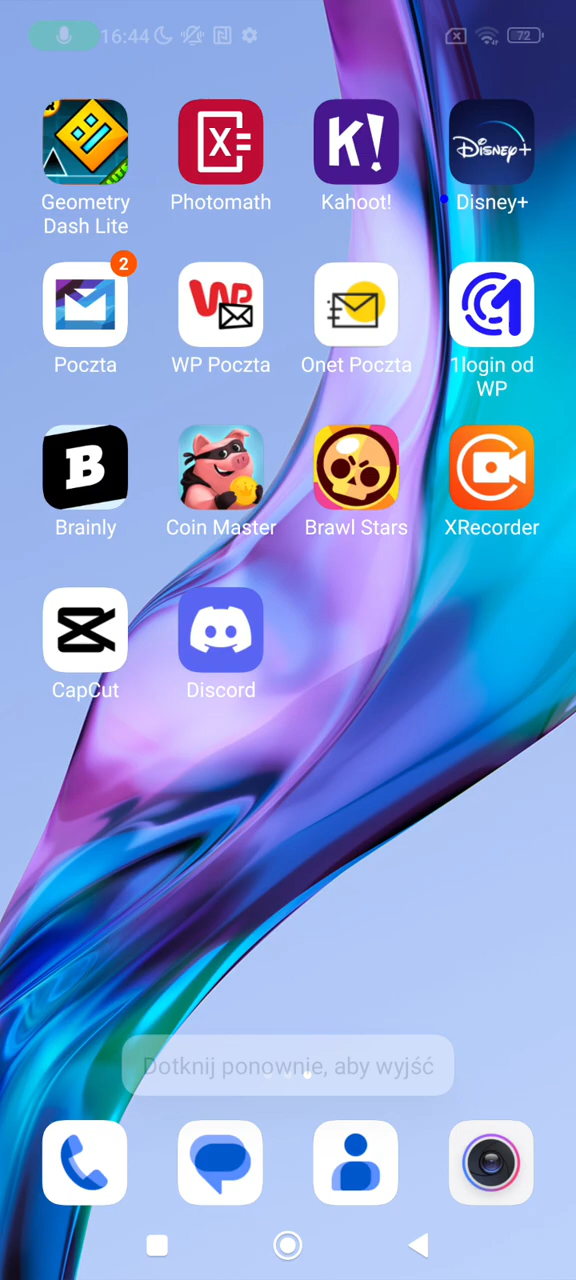 16:44
72
Geometry Dash Lite
Photomath
Kahoot!
Disney+
2
Poczta
WP Poczta
Onet Poczta
1login od WP
Brainly
Coin Master
Brawl Stars
XRecorder
CapCut
Discord
Dotknij ponownie, aby wyjść